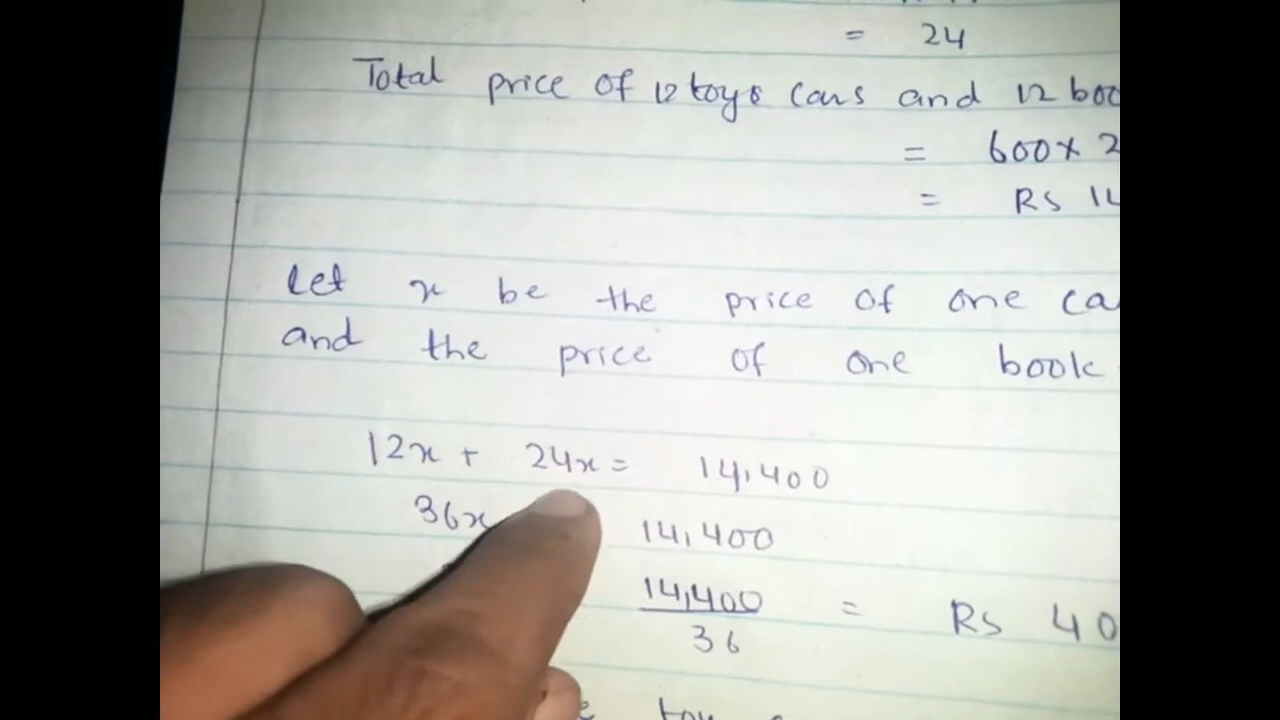 = 24
Total price of 12 toys cars and 12 boo
= 600x 2
= RS 14
Let x be the price of one ca
and the price of one book
12x + 24x = 14,400
36x 14,400
14,400 = RS 40
36
toy